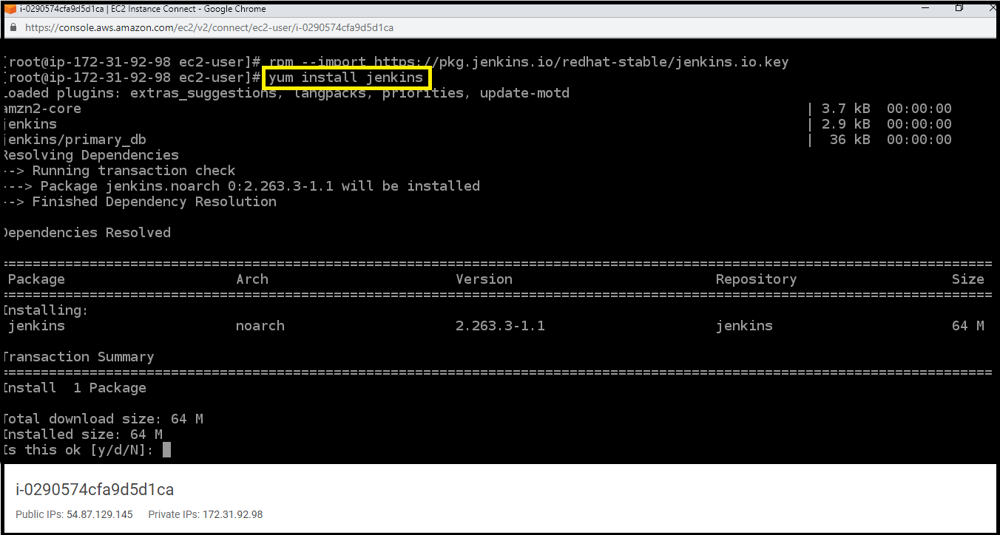 i-0290574cfa9d5d1ca | EC2 Instance Connect - Google Chrome
https://console.aws.amazon.com/ec2/v2/connect/ec2-user/i-0290574cfa9d5d1ca
[root@ip-172-31-92-98 ec2-user]# rpm --import https://pkg.jenkins.io/redhat-stable/jenkins.io.key
[root@ip-172-31-92-98 ec2-user]# yum install jenkins
Loaded plugins: extras_suggestions, langpacks, priorities, update-motd
amzn2-core | 3.7 kB 00:00:00
jenkins | 2.9 kB 00:00:00
jenkins/primary_db | 36 kB 00:00:00
Resolving Dependencies
--> Running transaction check
---> Package jenkins.noarch 0:2.263.3-1.1 will be installed
--> Finished Dependency Resolution
Dependencies Resolved
Package Arch Version Repository Size
Installing:
jenkins noarch 2.263.3-1.1 jenkins 64 M
Transaction Summary
Install 1 Package
Total download size: 64 M
Installed size: 64 M
Is this ok [y/d/N]:
i-0290574cfa9d5d1ca
Public IPs: 54.87.129.145 Private IPs: 172.31.92.98